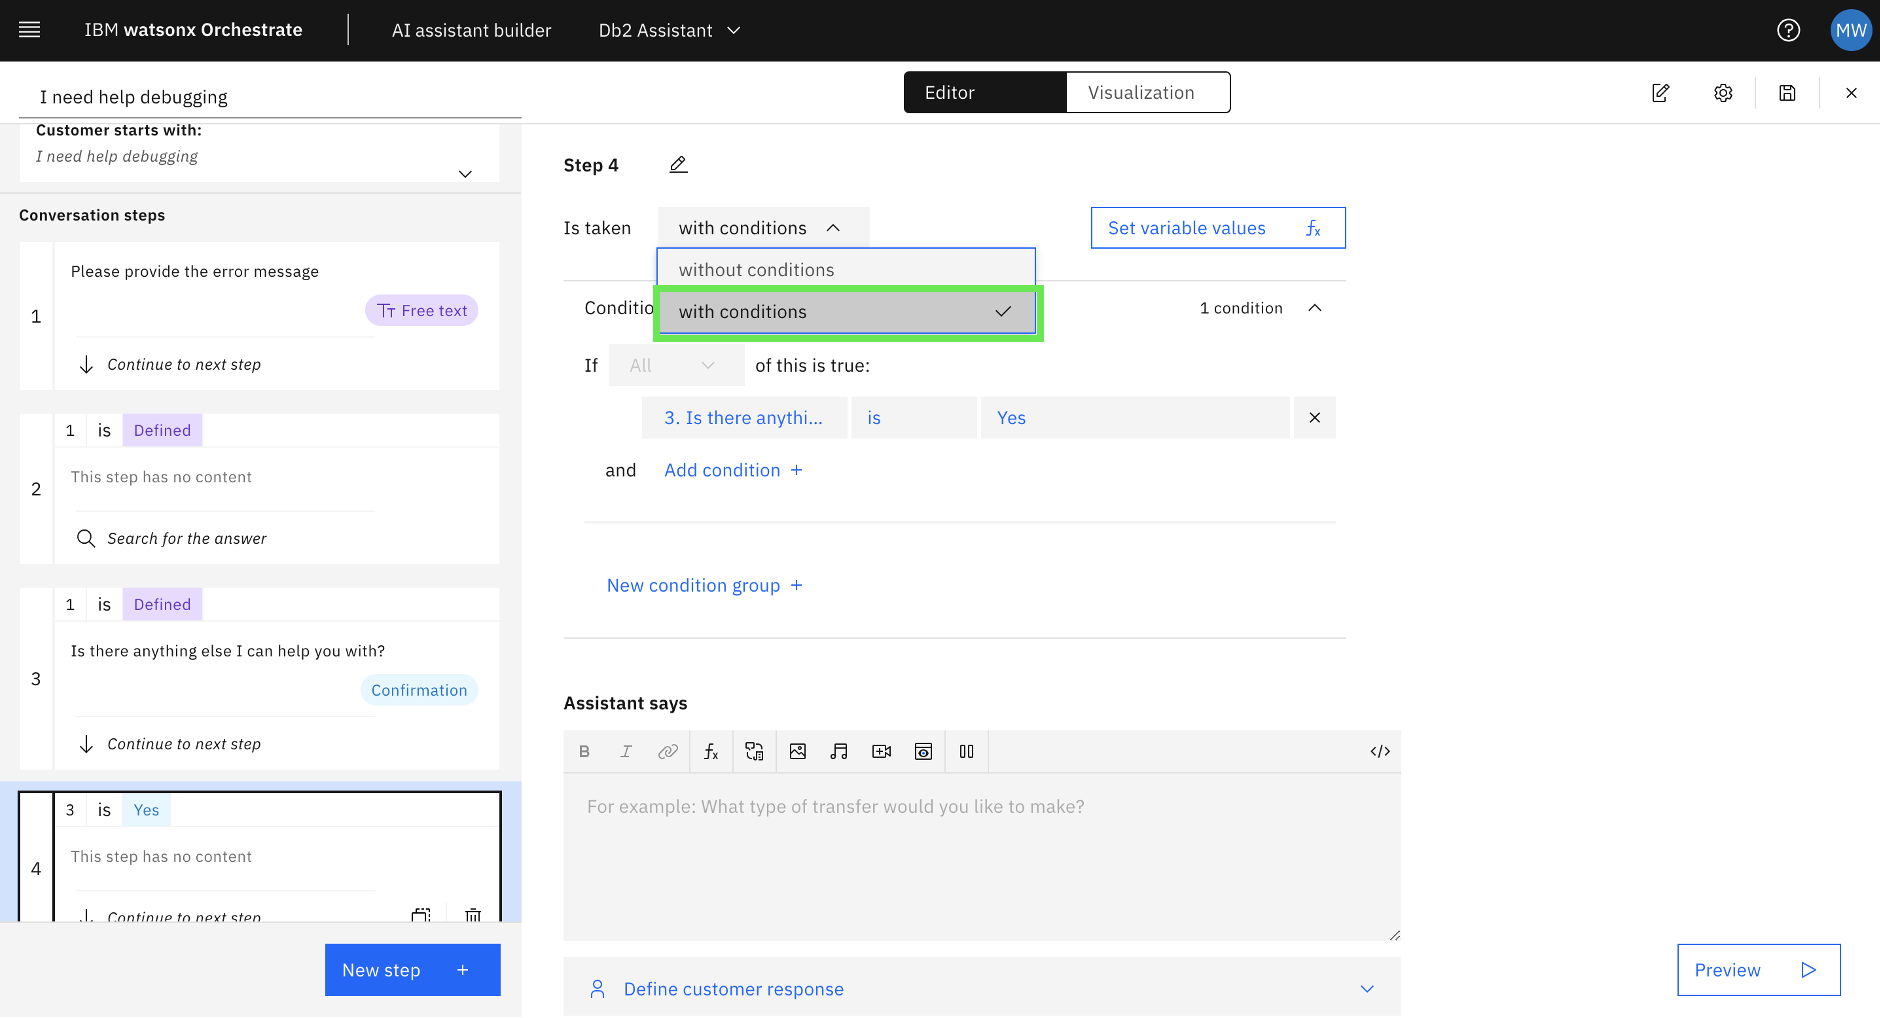 IBM watsonx Orchestrate
AI assistant builder
Db2 Assistant
MW
I need help debugging
Editor
Visualization
Customer starts with:
I need help debugging
Conversation steps
1
Please provide the error message
Free text
Continue to next step
2
1 is Defined
This step has no content
Search for the answer
3
1 is Defined
Is there anything else I can help you with?
Confirmation
Continue to next step
4
3 is Yes
This step has no content
Continue to next step
New step +
Step 4
Is taken with conditions
Set variable values fx
without conditions
with conditions
Conditio
1 condition
If All of this is true:
3. Is there anythi... is Yes
and Add condition +
New condition group +
Assistant says
B I fx </>
For example: What type of transfer would you like to make?
Define customer response
Preview